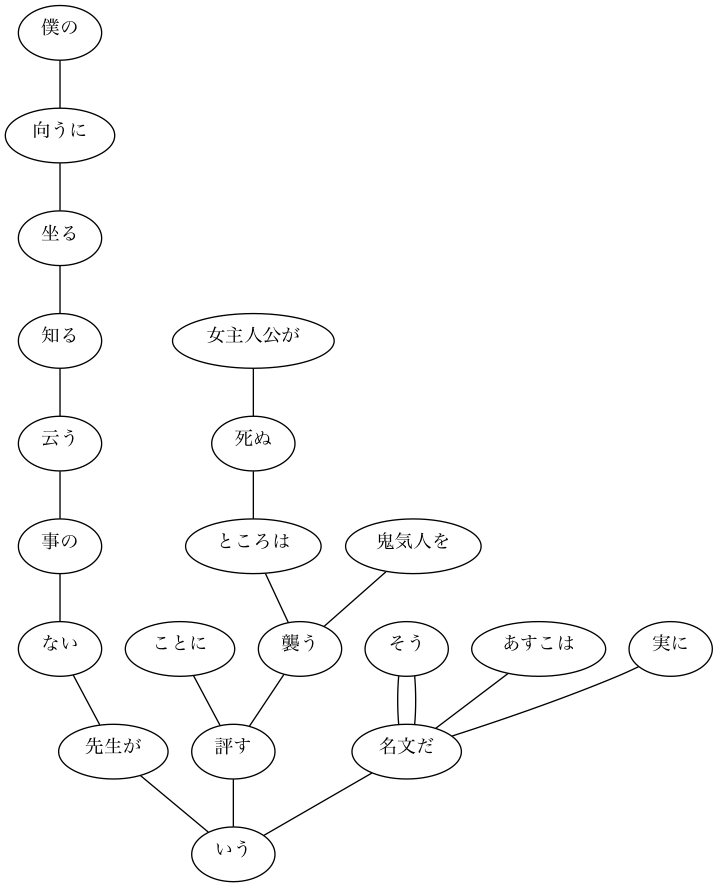 僕の
向うに
坐る
知る
女主人公が
云う
死ぬ
事の
ところは
鬼気人を
ない
ことに
襲う
そう
あすこは
実に
先生が
評す
名文だ
いう